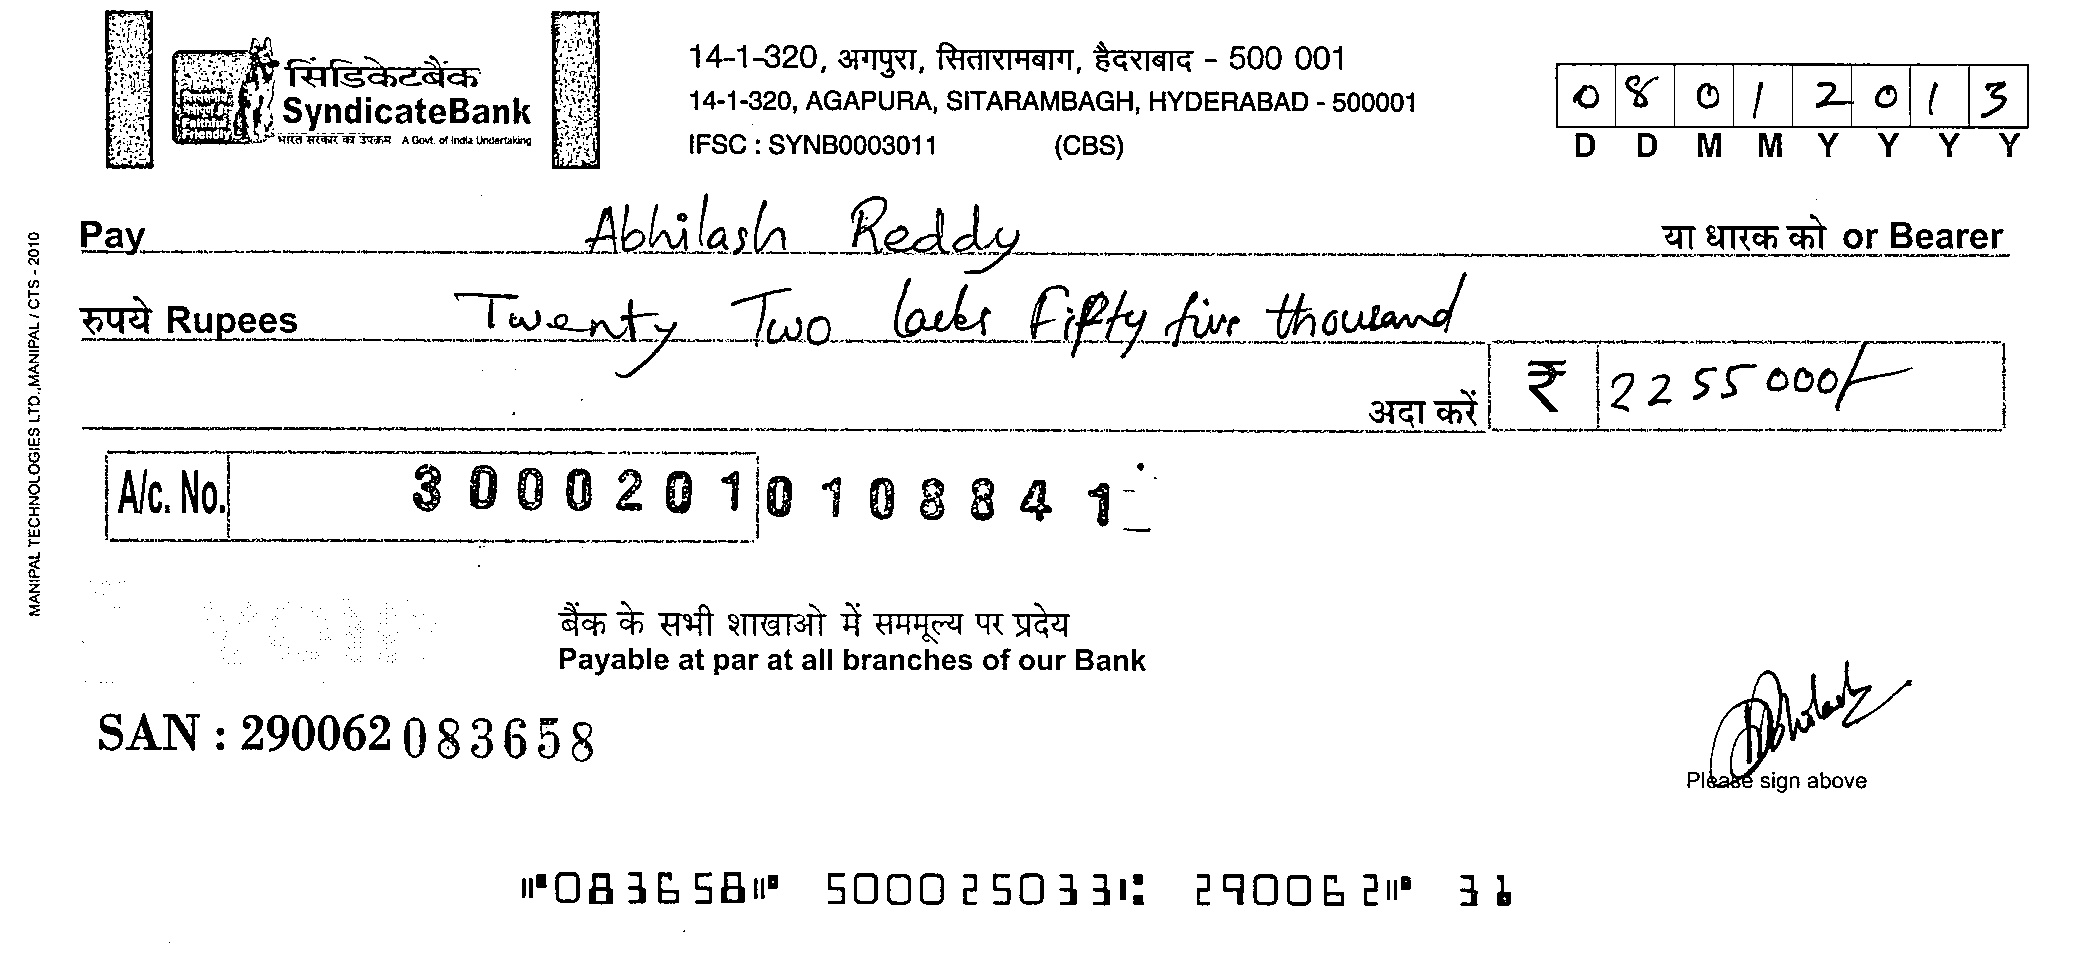 सिंडिकेटबैंक
SyndicateBank
भारत सरकार का उपक्रम A Govt. of India Undertaking
Faithful
Friendly
14-1-320, अगपुरा, सितारामबाग, हैदराबाद - 500 001
14-1-320, AGAPURA, SITARAMBAGH, HYDERABAD - 500001
IFSC : SYNB0003011 (CBS)
0 8 0 1 2 0 1 3
D D M M Y Y Y Y
Pay Abhilash Reddy या धारक को or Bearer
रुपये Rupees Twenty Two lacks Fifty five thousand
अदा करें ₹ 2255000/-
A/c. No. 30002010108841
बैंक के सभी शाखाओ में सममूल्य पर प्रदेय
Payable at par at all branches of our Bank
SAN : 290062083658
Abhilash
Please sign above
⑈083658⑈ 500025033⑆ 290062⑈ 31
MANIPAL TECHNOLOGIES LTD.,MANIPAL / CTS - 2010